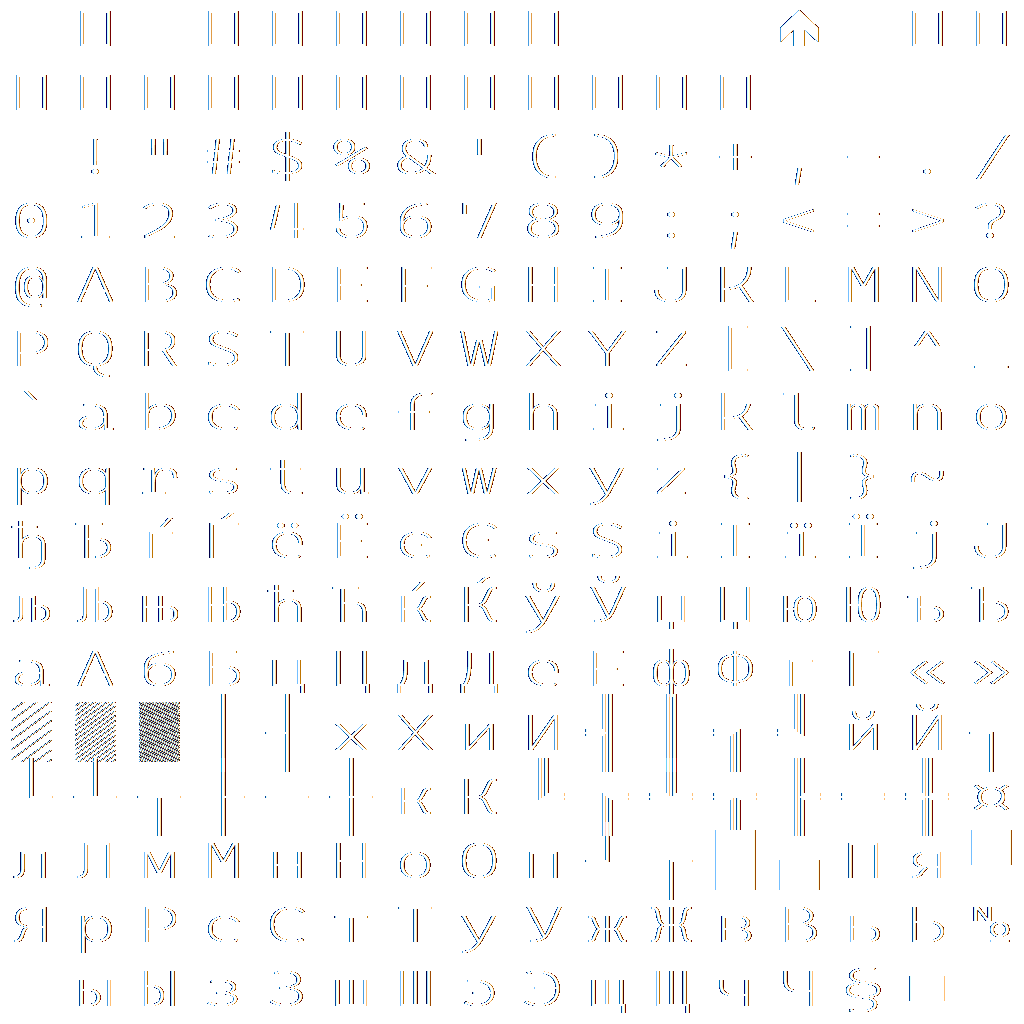 ! " # $ % & ' ( ) * + , - . /
0 1 2 3 4 5 6 7 8 9 : ; < = > ?
@ A B C D E F G H I J K L M N O
P Q R S T U V W X Y Z [ \ ] ^ _
` a b c d e f g h i j k l m n o
p q r s t u v w x y z { | } ~
ђ Ђ ѓ Ѓ ё Ё є Є ѕ Ѕ і І ї Ї ј Ј
љ Љ њ Њ ћ Ћ ќ Ќ ў Ў џ Џ ю Ю ъ Ъ
а А б Б ц Ц д Д е Е ф Ф г Г « »
░ ▒ ▓ │ ┤ х Х и И ╣ ║ ╗ ╝ й Й ┐
└ ┴ ┬ ├ ─ ┼ к К ╚ ╔ ╩ ╦ ╠ ═ ╬ ¤
л Л м М н Н о О п ┘ ┌ █ ▄ П я ▀
Я р Р с С т Т у У ж Ж в В ь Ь №
ы Ы з З ш Ш э Э щ Щ ч Ч § ■